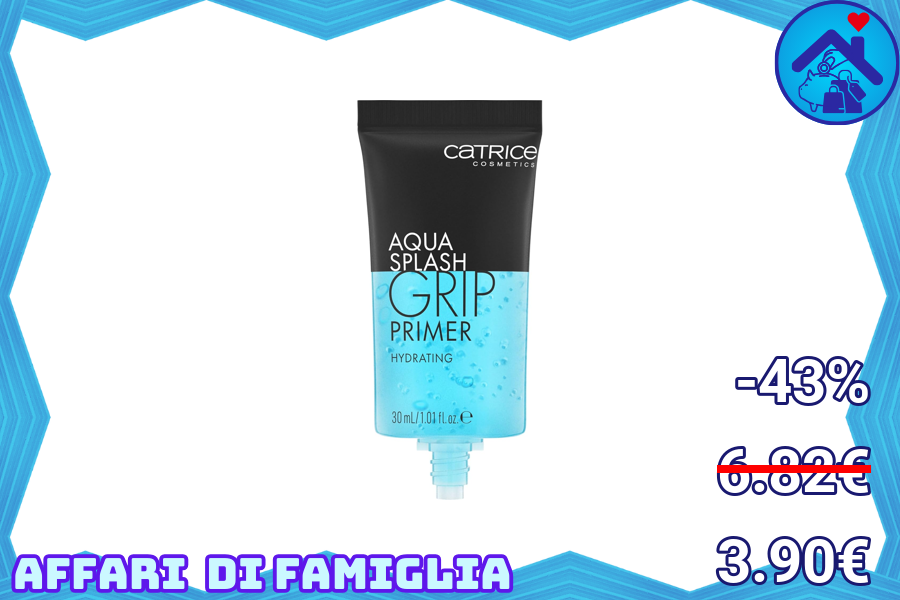 CATRICE
COSMETICS
AQUA
SPLASH
GRIP
PRIMER
HYDRATING
30 mL/1.01 fl.oz.℮
-43%
6.82€
3.90€
AFFARI DI FAMIGLIA